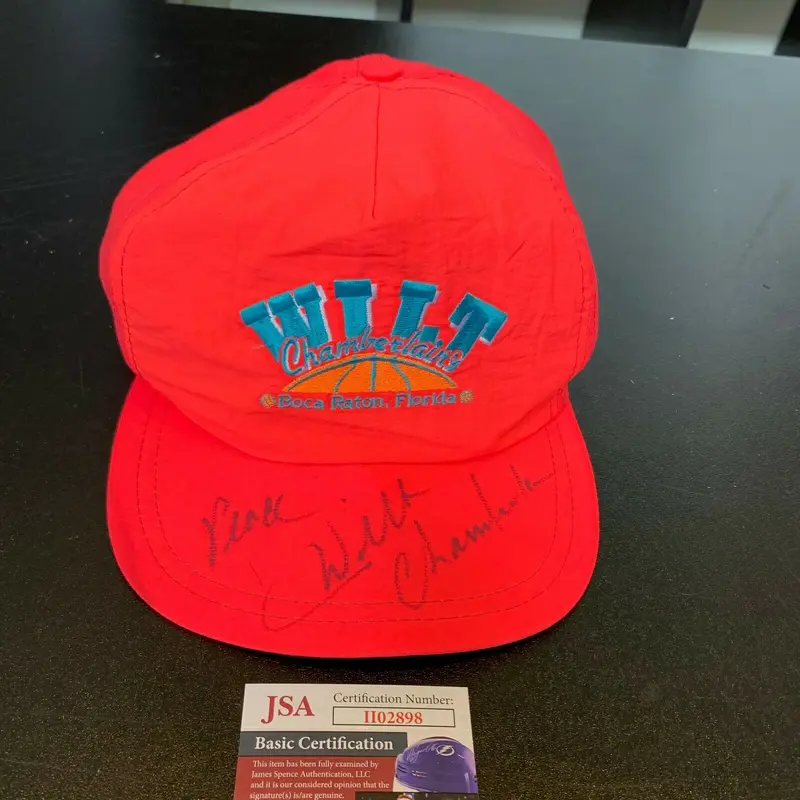 WILT
Chamberlains
Boca Raton, Florida
Peace Wilt Chamberlain
JSA
Certification Number:
II02898
Basic Certification
This item has been fully examined by
James Spence Authentication, LLC
and it is our considered opinion that the
signature(s) is/are genuine.